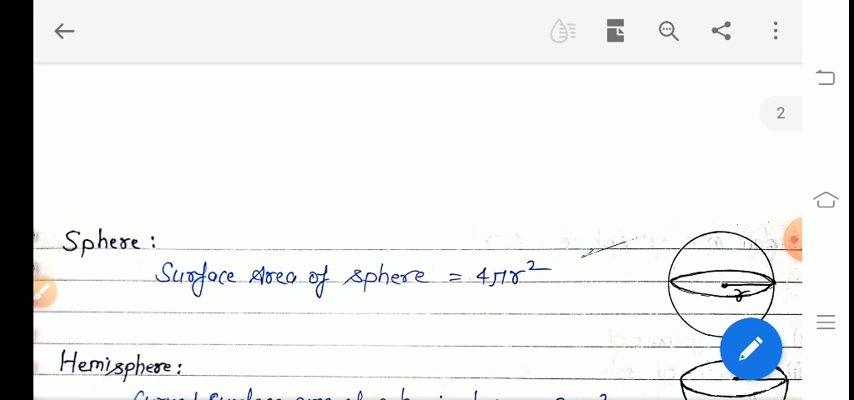 2
Sphere:
Surface Area of sphere = 4πr²
r
Hemisphere: